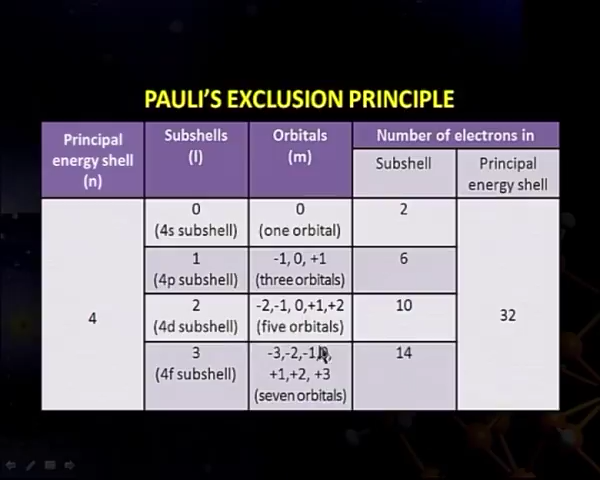 PAULI'S EXCLUSION PRINCIPLE
Principal
energy shell
(n)
Subshells
(l)
Orbitals
(m)
Number of electrons in
Subshell
Principal
energy shell
4
0
(4s subshell)
0
(one orbital)
2
1
(4p subshell)
-1, 0, +1
(three orbitals)
6
2
(4d subshell)
-2,-1, 0,+1,+2
(five orbitals)
10
3
(4f subshell)
-3,-2,-1,0,
+1,+2, +3
(seven orbitals)
14
32